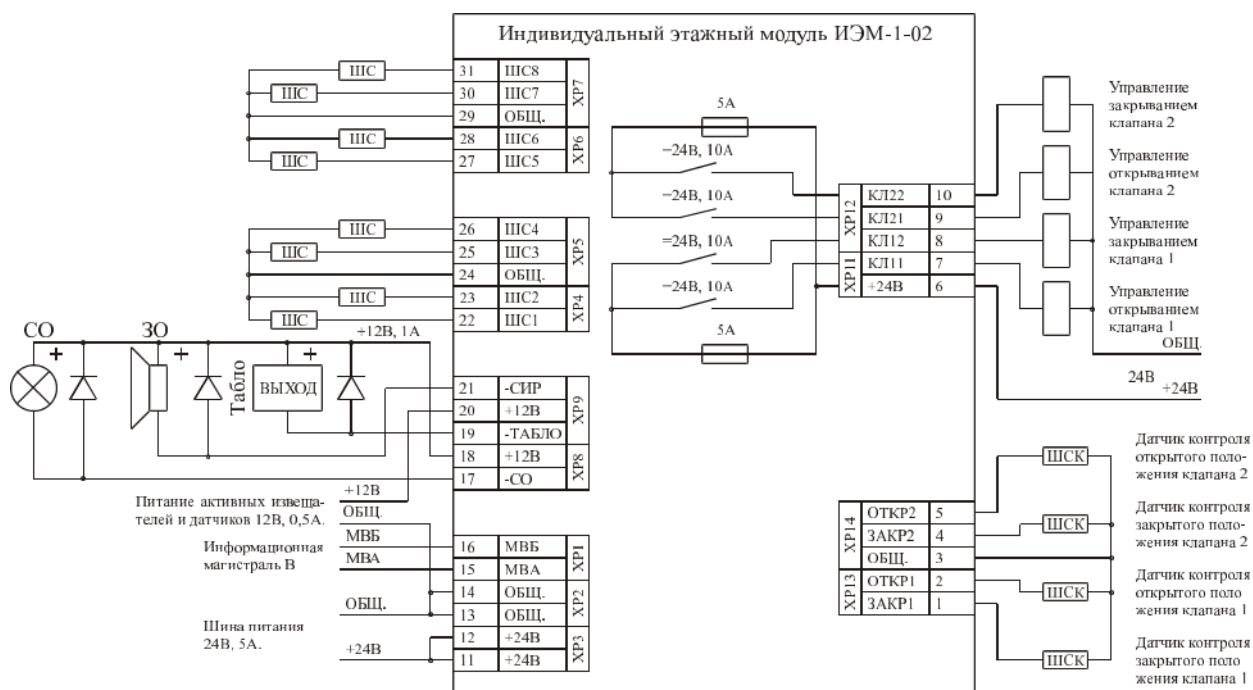 Индивидуальный этажный модуль ИЭМ-1-02
ШС
31 ШС8
ШС
30 ШС7
29 ОБЩ.
XP7
ШС
28 ШС6
ШС
27 ШС5
XP6
ШС
26 ШС4
ШС
25 ШС3
24 ОБЩ.
XP5
ШС
23 ШС2
ШС
22 ШС1
XP4
СО
ЗО
+12В, 1А
+
+
+
Табло
ВЫХОД
21 -СИР
20 +12В
19 -ТАБЛО
XP9
18 +12В
17 -СО
XP8
Питание активных извеща-
телей и датчиков 12В, 0,5А.
+12В
ОБЩ.
Информационная
магистраль В
МВБ
МВА
16 МВБ
15 МВА
XP1
ОБЩ.
14 ОБЩ.
13 ОБЩ.
XP2
Шина питания
24В, 5А.
+24В
12 +24В
11 +24В
XP3
5А
=24В, 10А
=24В, 10А
=24В, 10А
=24В, 10А
5А
XP12
КЛ22 10
КЛ21 9
КЛ12 8
XP11
КЛ11 7
+24В 6
Управление
закрыванием
клапана 2
Управление
открыванием
клапана 2
Управление
закрыванием
клапана 1
Управление
открыванием
клапана 1
ОБЩ.
24В
+24В
XP14
ОТКР2 5
ЗАКР2 4
ОБЩ. 3
XP13
ОТКР1 2
ЗАКР1 1
ШСК
Датчик контроля
открытого поло-
жения клапана 2
ШСК
Датчик контроля
закрытого поло-
жения клапана 2
ШСК
Датчик контроля
открытого поло
жения клапана 1
ШСК
Датчик контроля
закрытого поло
жения клапана 1